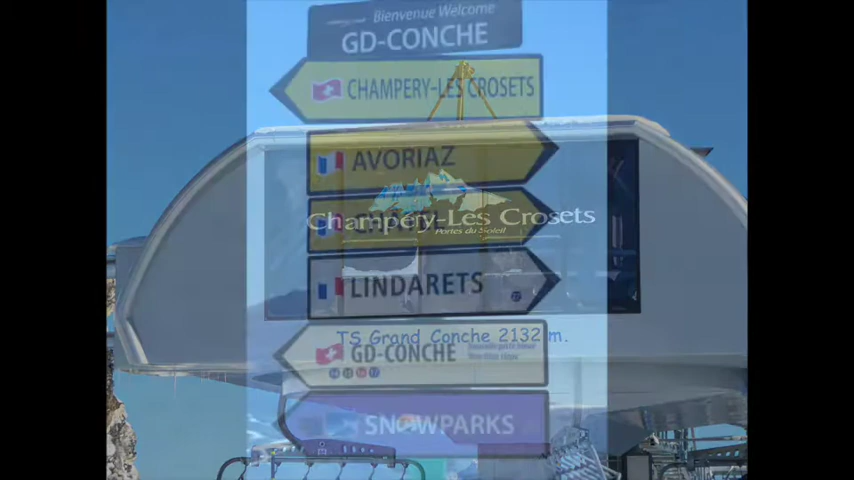 Bienvenue Welcome
GD-CONCHE
CHAMPERY-LES CROSETS
AVORIAZ
Champéry-Les Crosets
Portes du Soleil
LINDARETS
TS Grand Conche 2132 m.
GD-CONCHE
SNOWPARKS